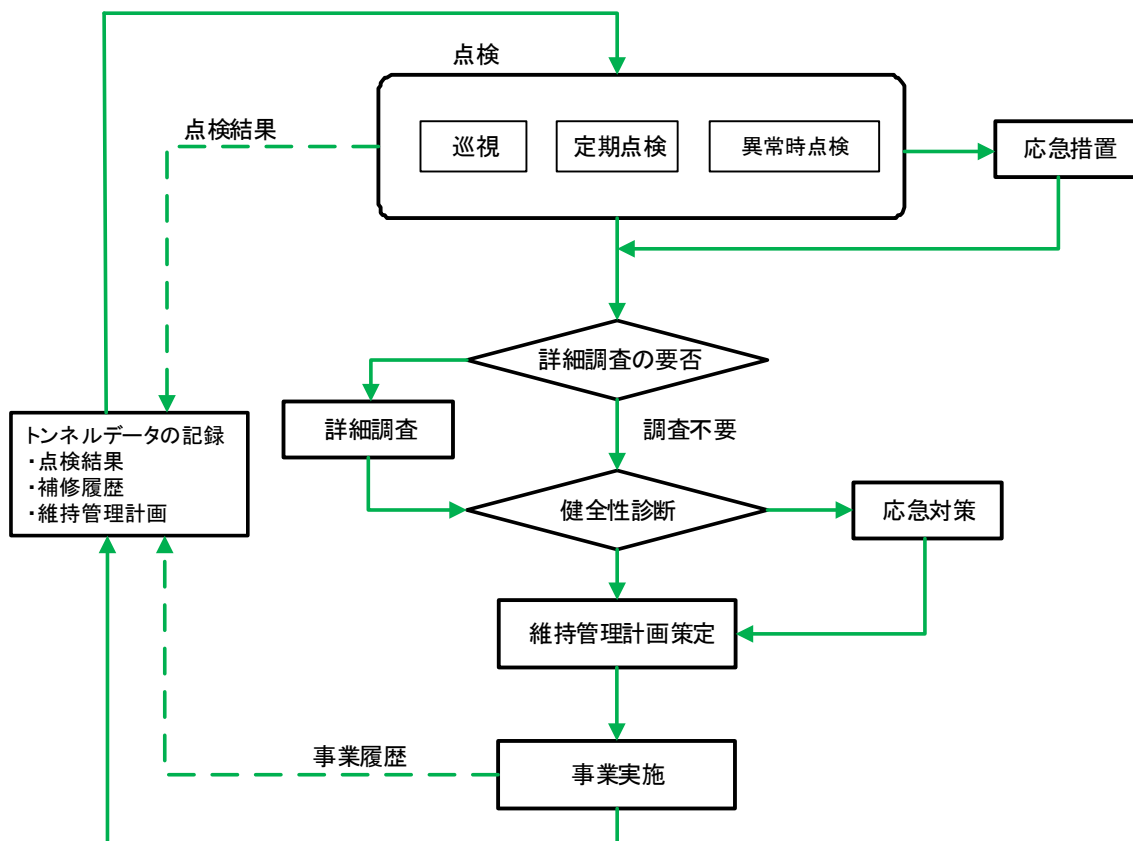 点検
点検結果
巡視
定期点検
異常時点検
応急措置
詳細調査の要否
詳細調査
調査不要
トンネルデータの記録
・点検結果
・補修履歴
・維持管理計画
健全性診断
応急対策
維持管理計画策定
事業履歴
事業実施